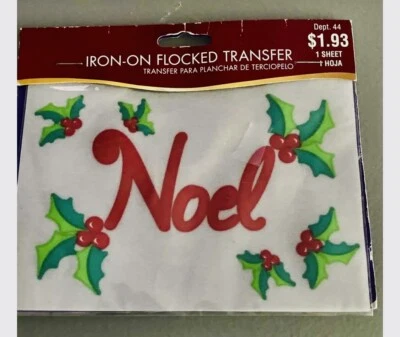 Dept. 44
$1.93
1 SHEET
1 HOJA
IRON-ON FLOCKED TRANSFER
TRANSFER PARA PLANCHAR DE TERCIOPELO
Noel